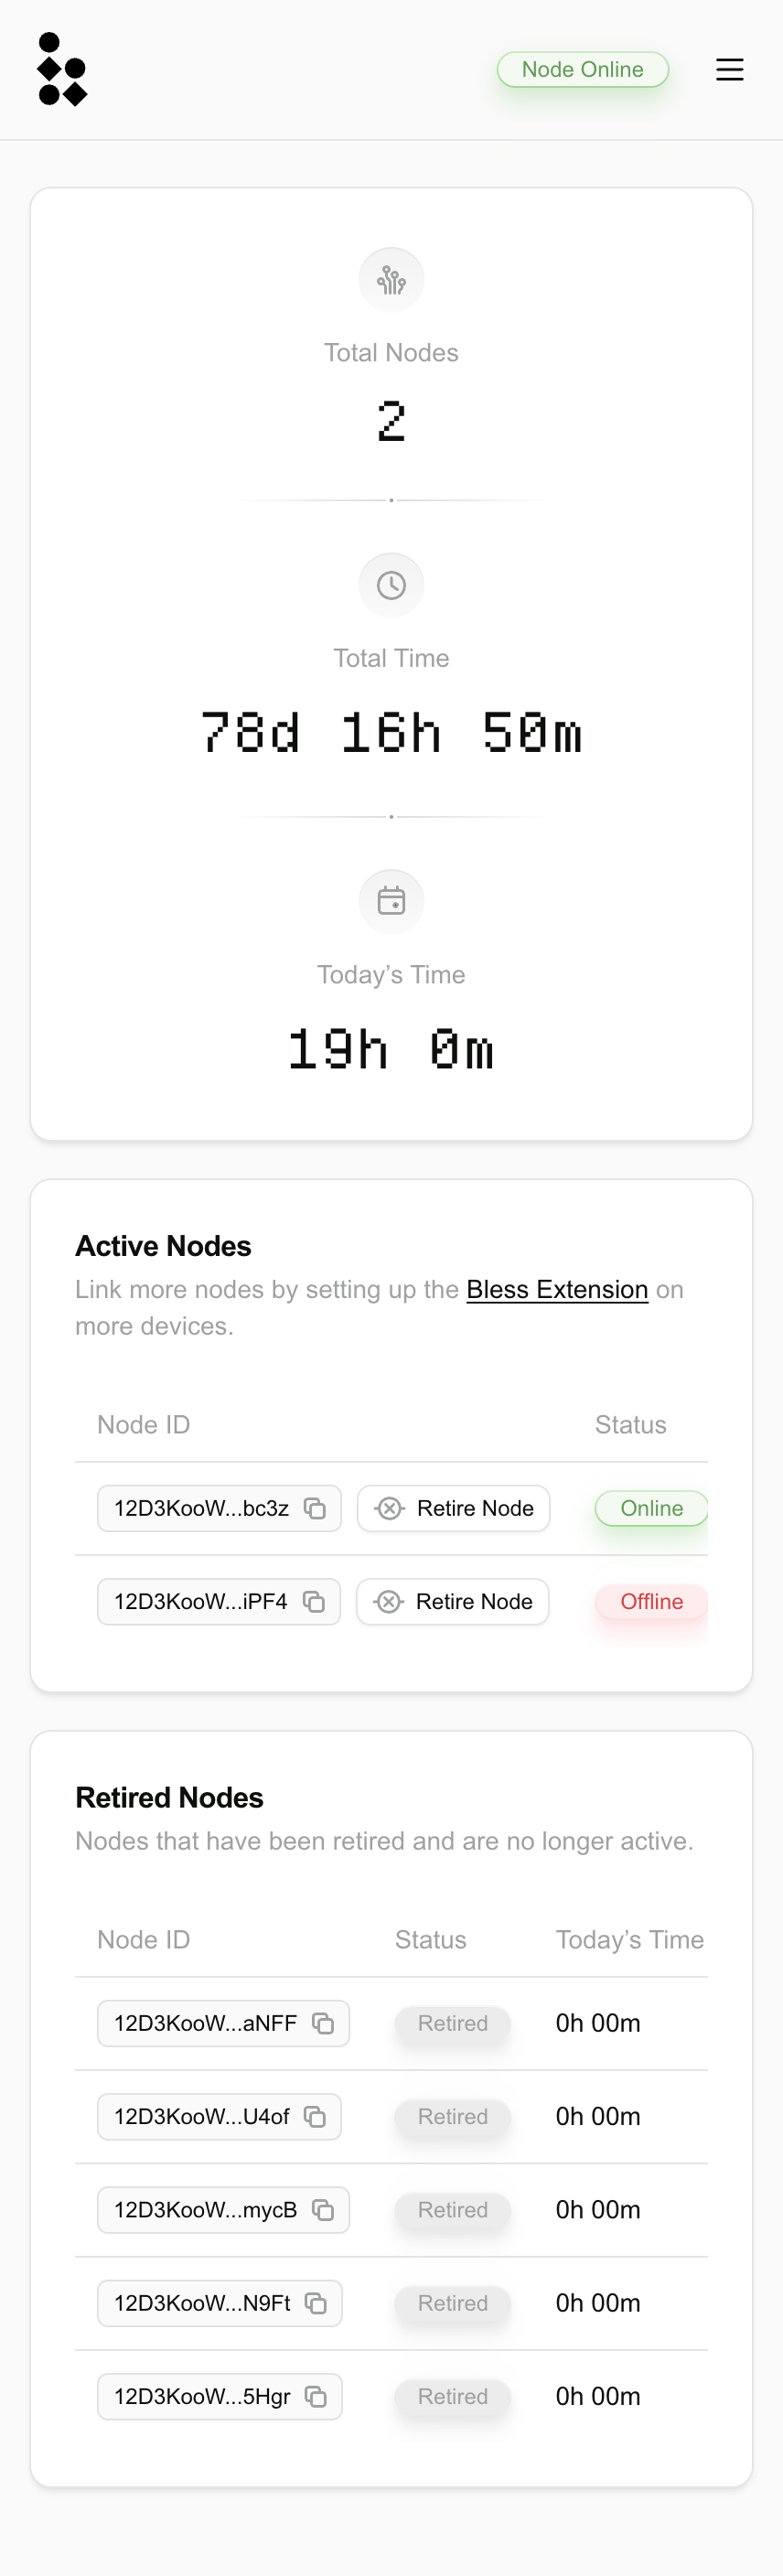 Node Online
Total Nodes
2
Total Time
78d 16h 50m
Today’s Time
19h 0m
Active Nodes
Link more nodes by setting up the Bless Extension on
more devices.
Node ID Status
12D3KooW...bc3z Retire Node Online
12D3KooW...iPF4 Retire Node Offline
Retired Nodes
Nodes that have been retired and are no longer active.
Node ID Status Today’s Time
12D3KooW...aNFF Retired 0h 00m
12D3KooW...U4of Retired 0h 00m
12D3KooW...mycB Retired 0h 00m
12D3KooW...N9Ft Retired 0h 00m
12D3KooW...5Hgr Retired 0h 00m